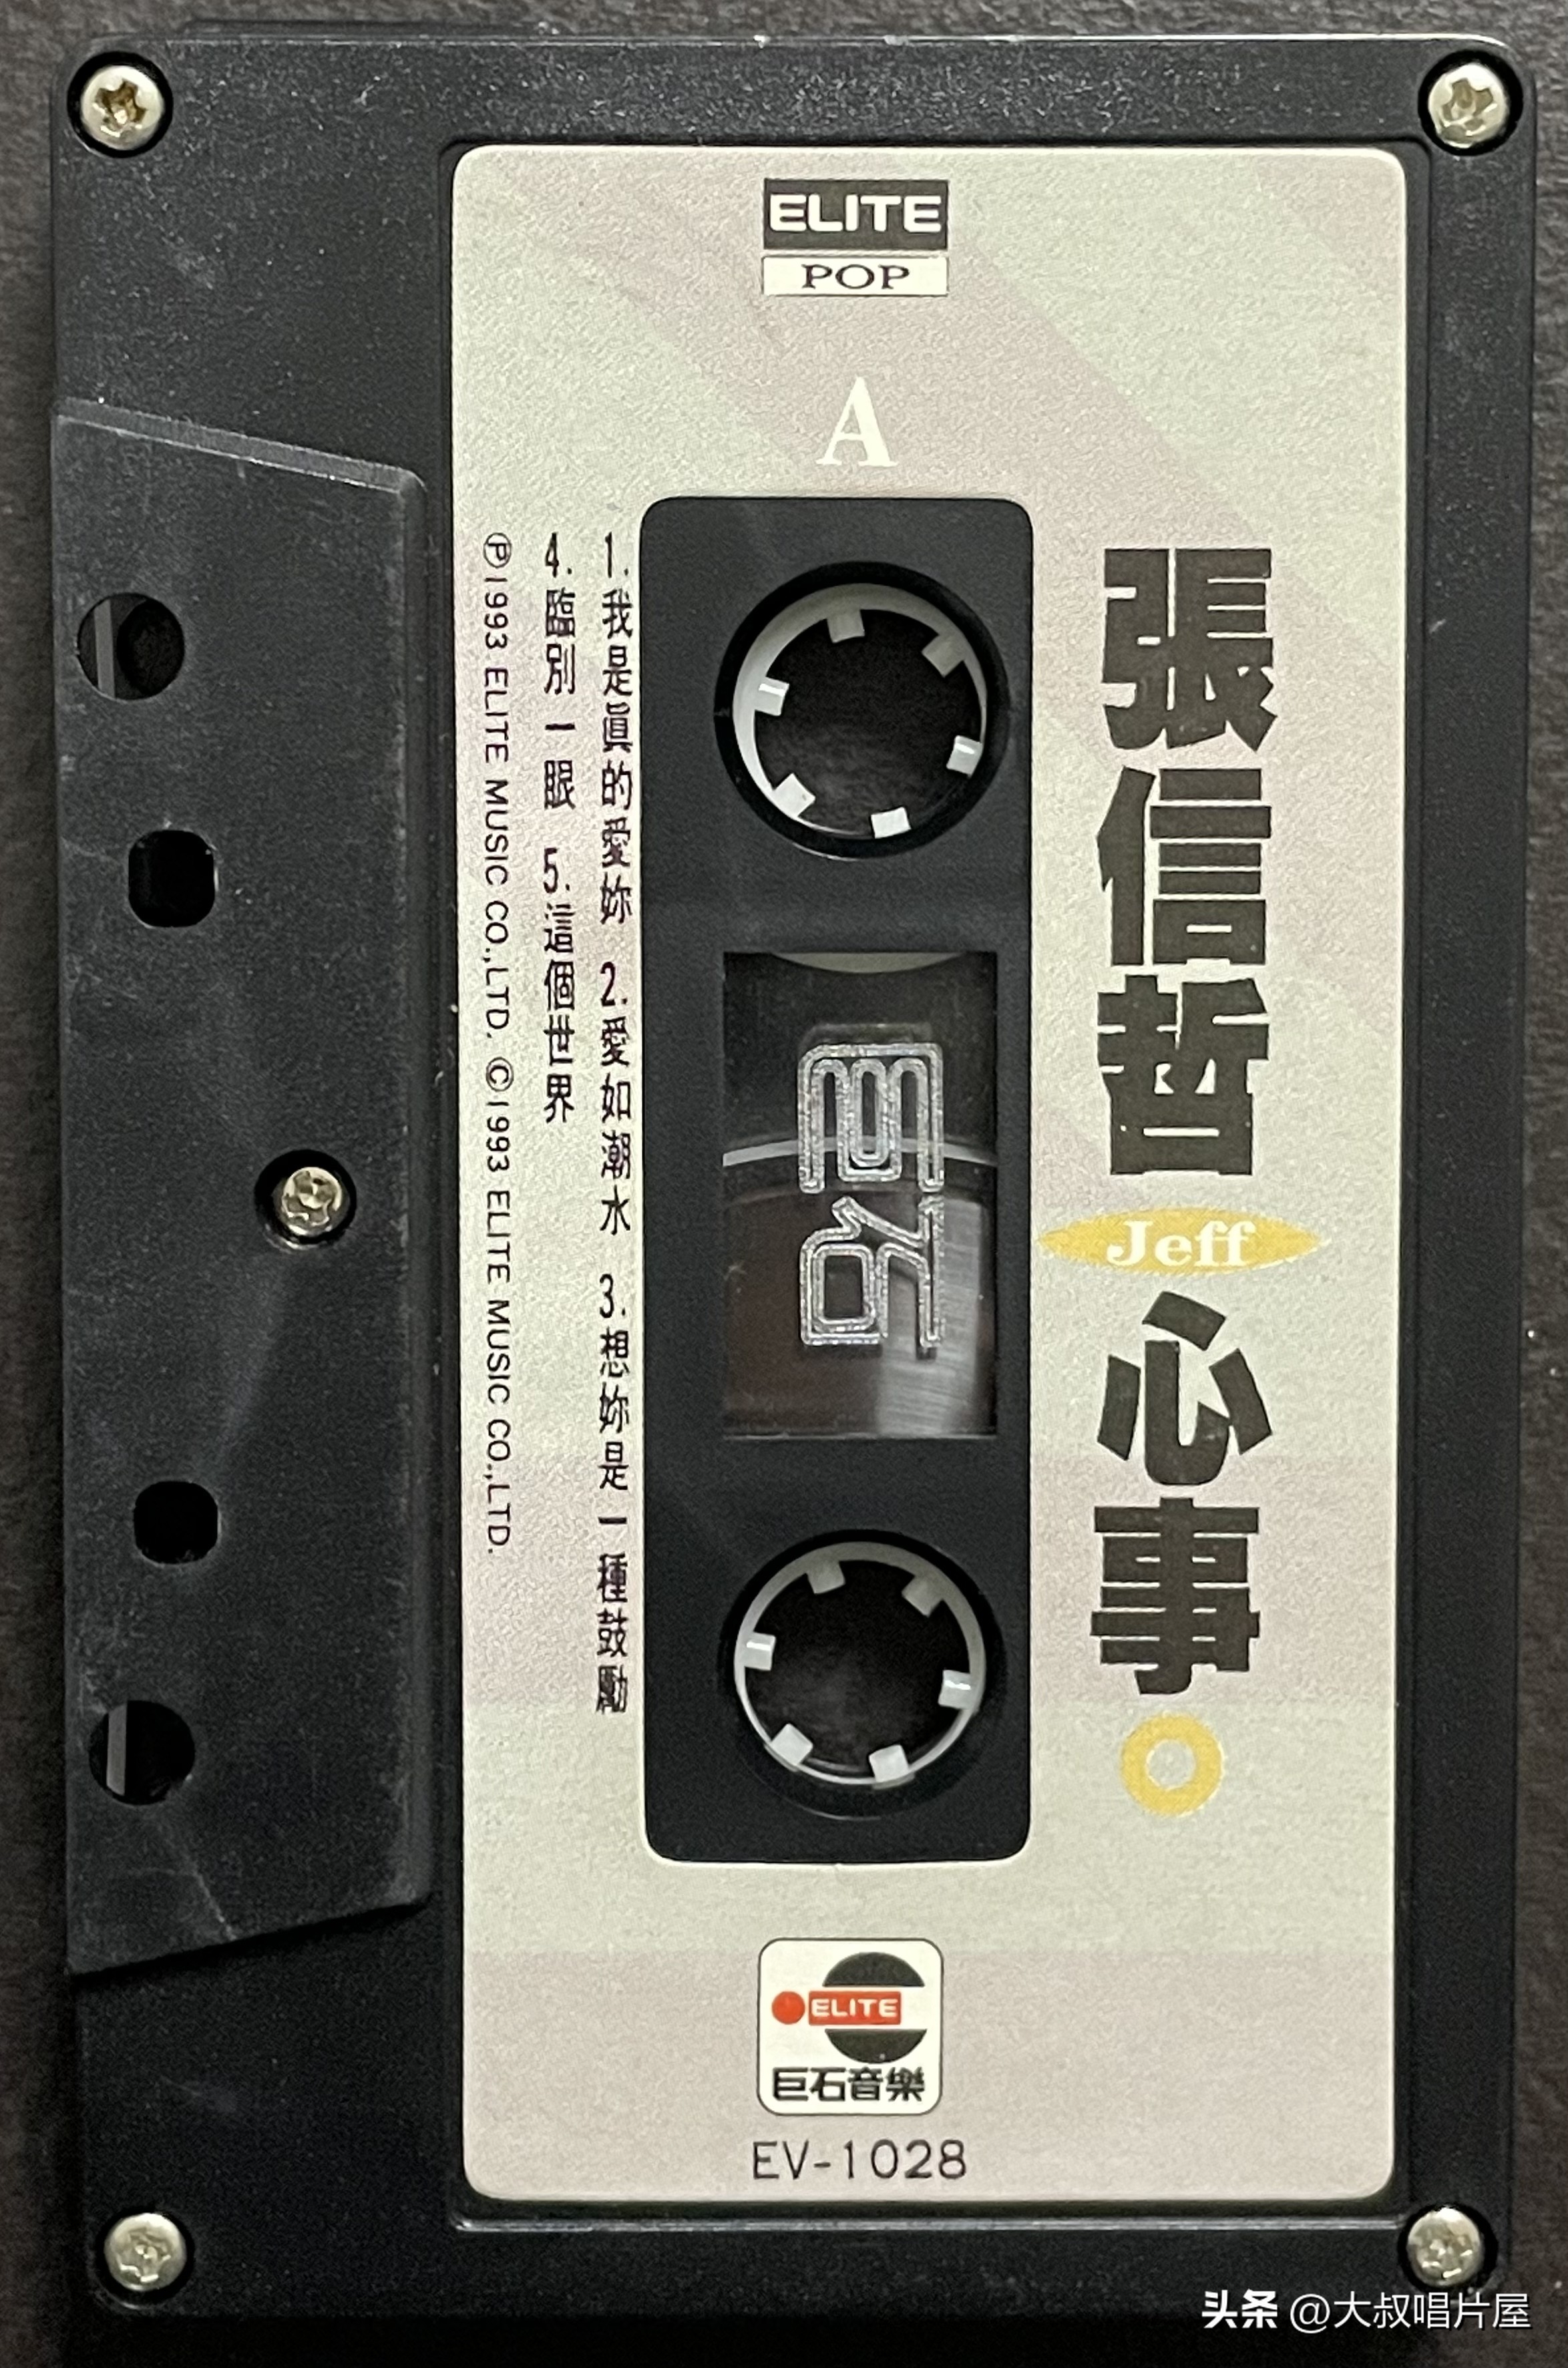 ELITE
POP
A
張信哲 Jeff 心事
1.我是眞的愛妳 2.愛如潮水 3.想妳是一種鼓勵
4.臨別一眼 5.這個世界
Ⓟ1993 ELITE MUSIC CO.,LTD. ©1993 ELITE MUSIC CO.,LTD.
ELITE
巨石音樂
EV-1028
头条 @大叔唱片屋